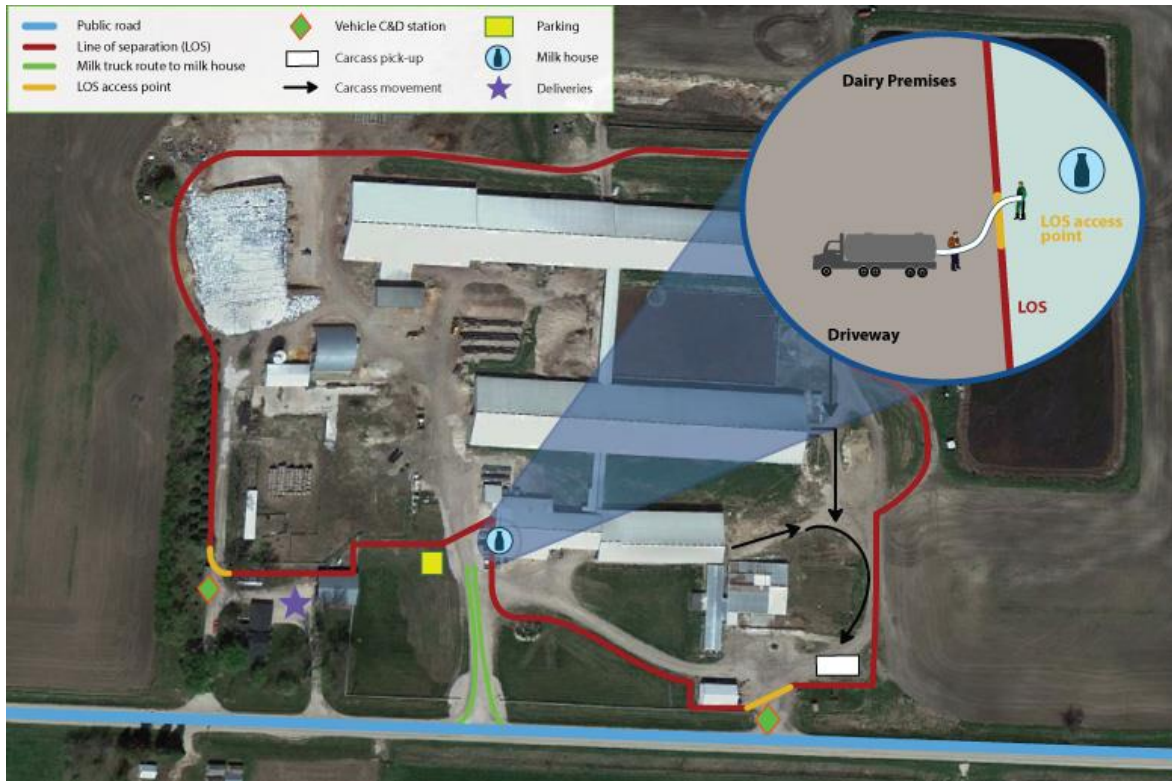 Public road
Line of separation (LOS)
Milk truck route to milk house
LOS access point
Vehicle C&D station
Carcass pick-up
Carcass movement
Parking
Milk house
Deliveries
Dairy Premises
LOS access
point
LOS
Driveway